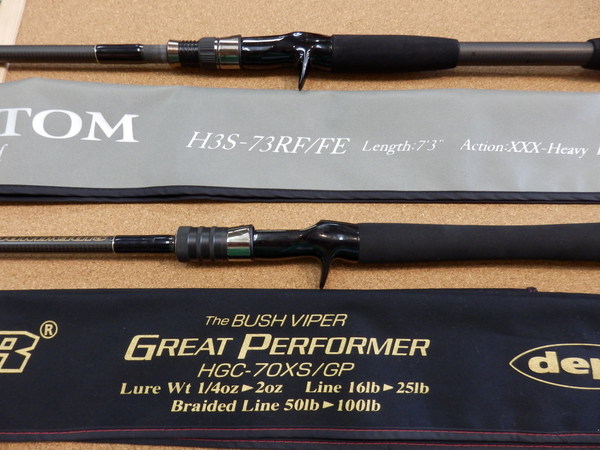 TOM
H3S-73RF/FE Length:7'3" Action:XXX-Heavy
R®
The BUSH VIPER
GREAT PERFORMER
HGC-70XS/GP
Lure Wt 1/4oz►2oz Line 16lb►25lb
Braided Line 50lb►100lb
dep